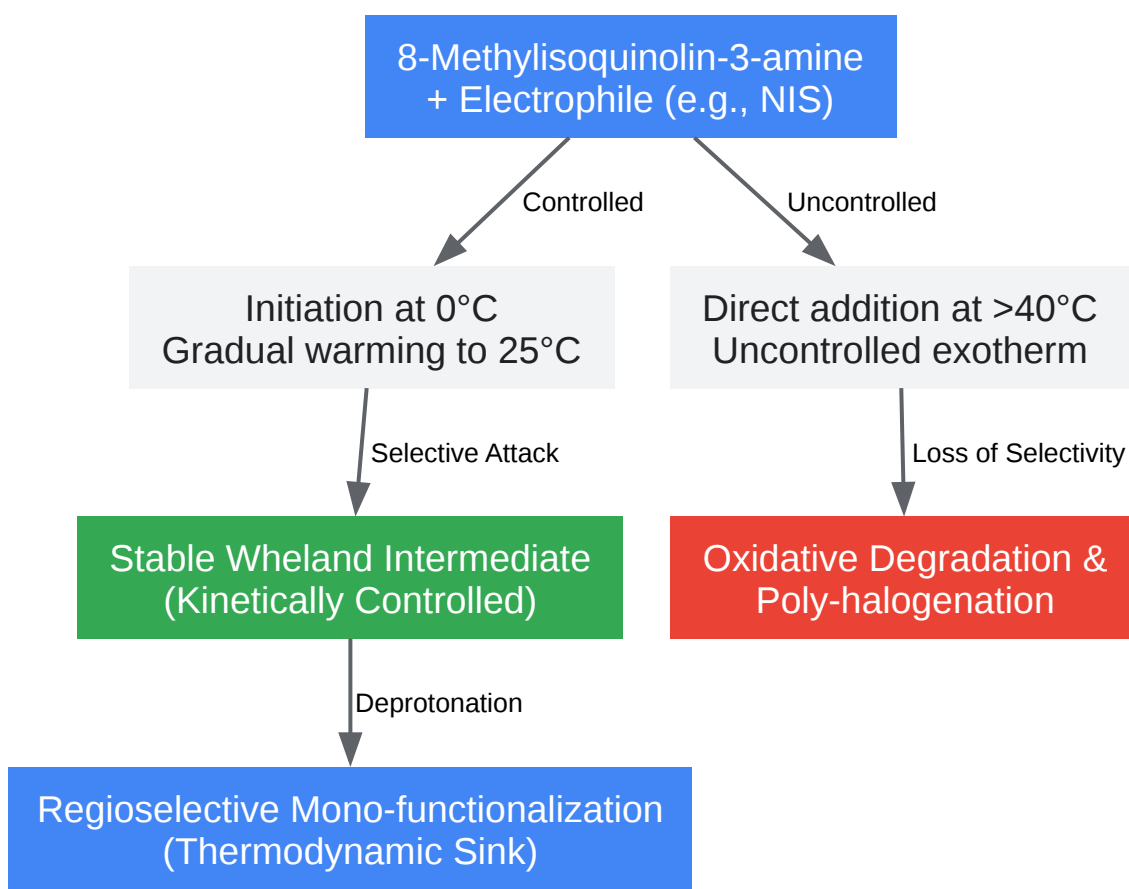 8-Methylisoquinolin-3-amine
+ Electrophile (e.g., NIS)
Controlled
Uncontrolled
Initiation at 0°C
Gradual warming to 25°C
Direct addition at >40°C
Uncontrolled exotherm
Selective Attack
Loss of Selectivity
Stable Wheland Intermediate
(Kinetically Controlled)
Oxidative Degradation &
Poly-halogenation
Deprotonation
Regioselective Mono-functionalization
(Thermodynamic Sink)